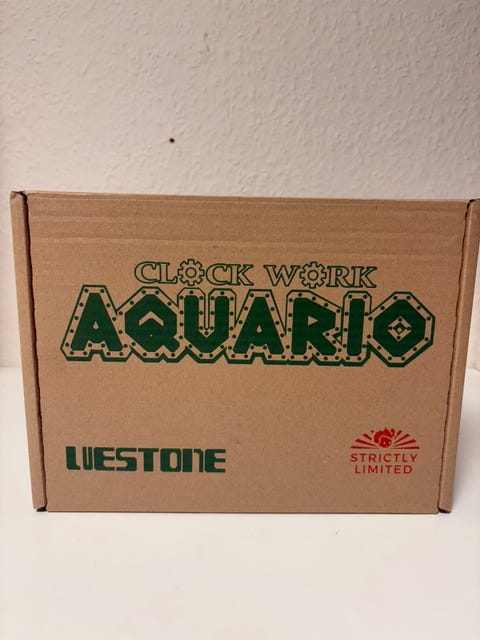 CLOCK WORK
AQUARIO
WESTONE
STRICTLY
LIMITED